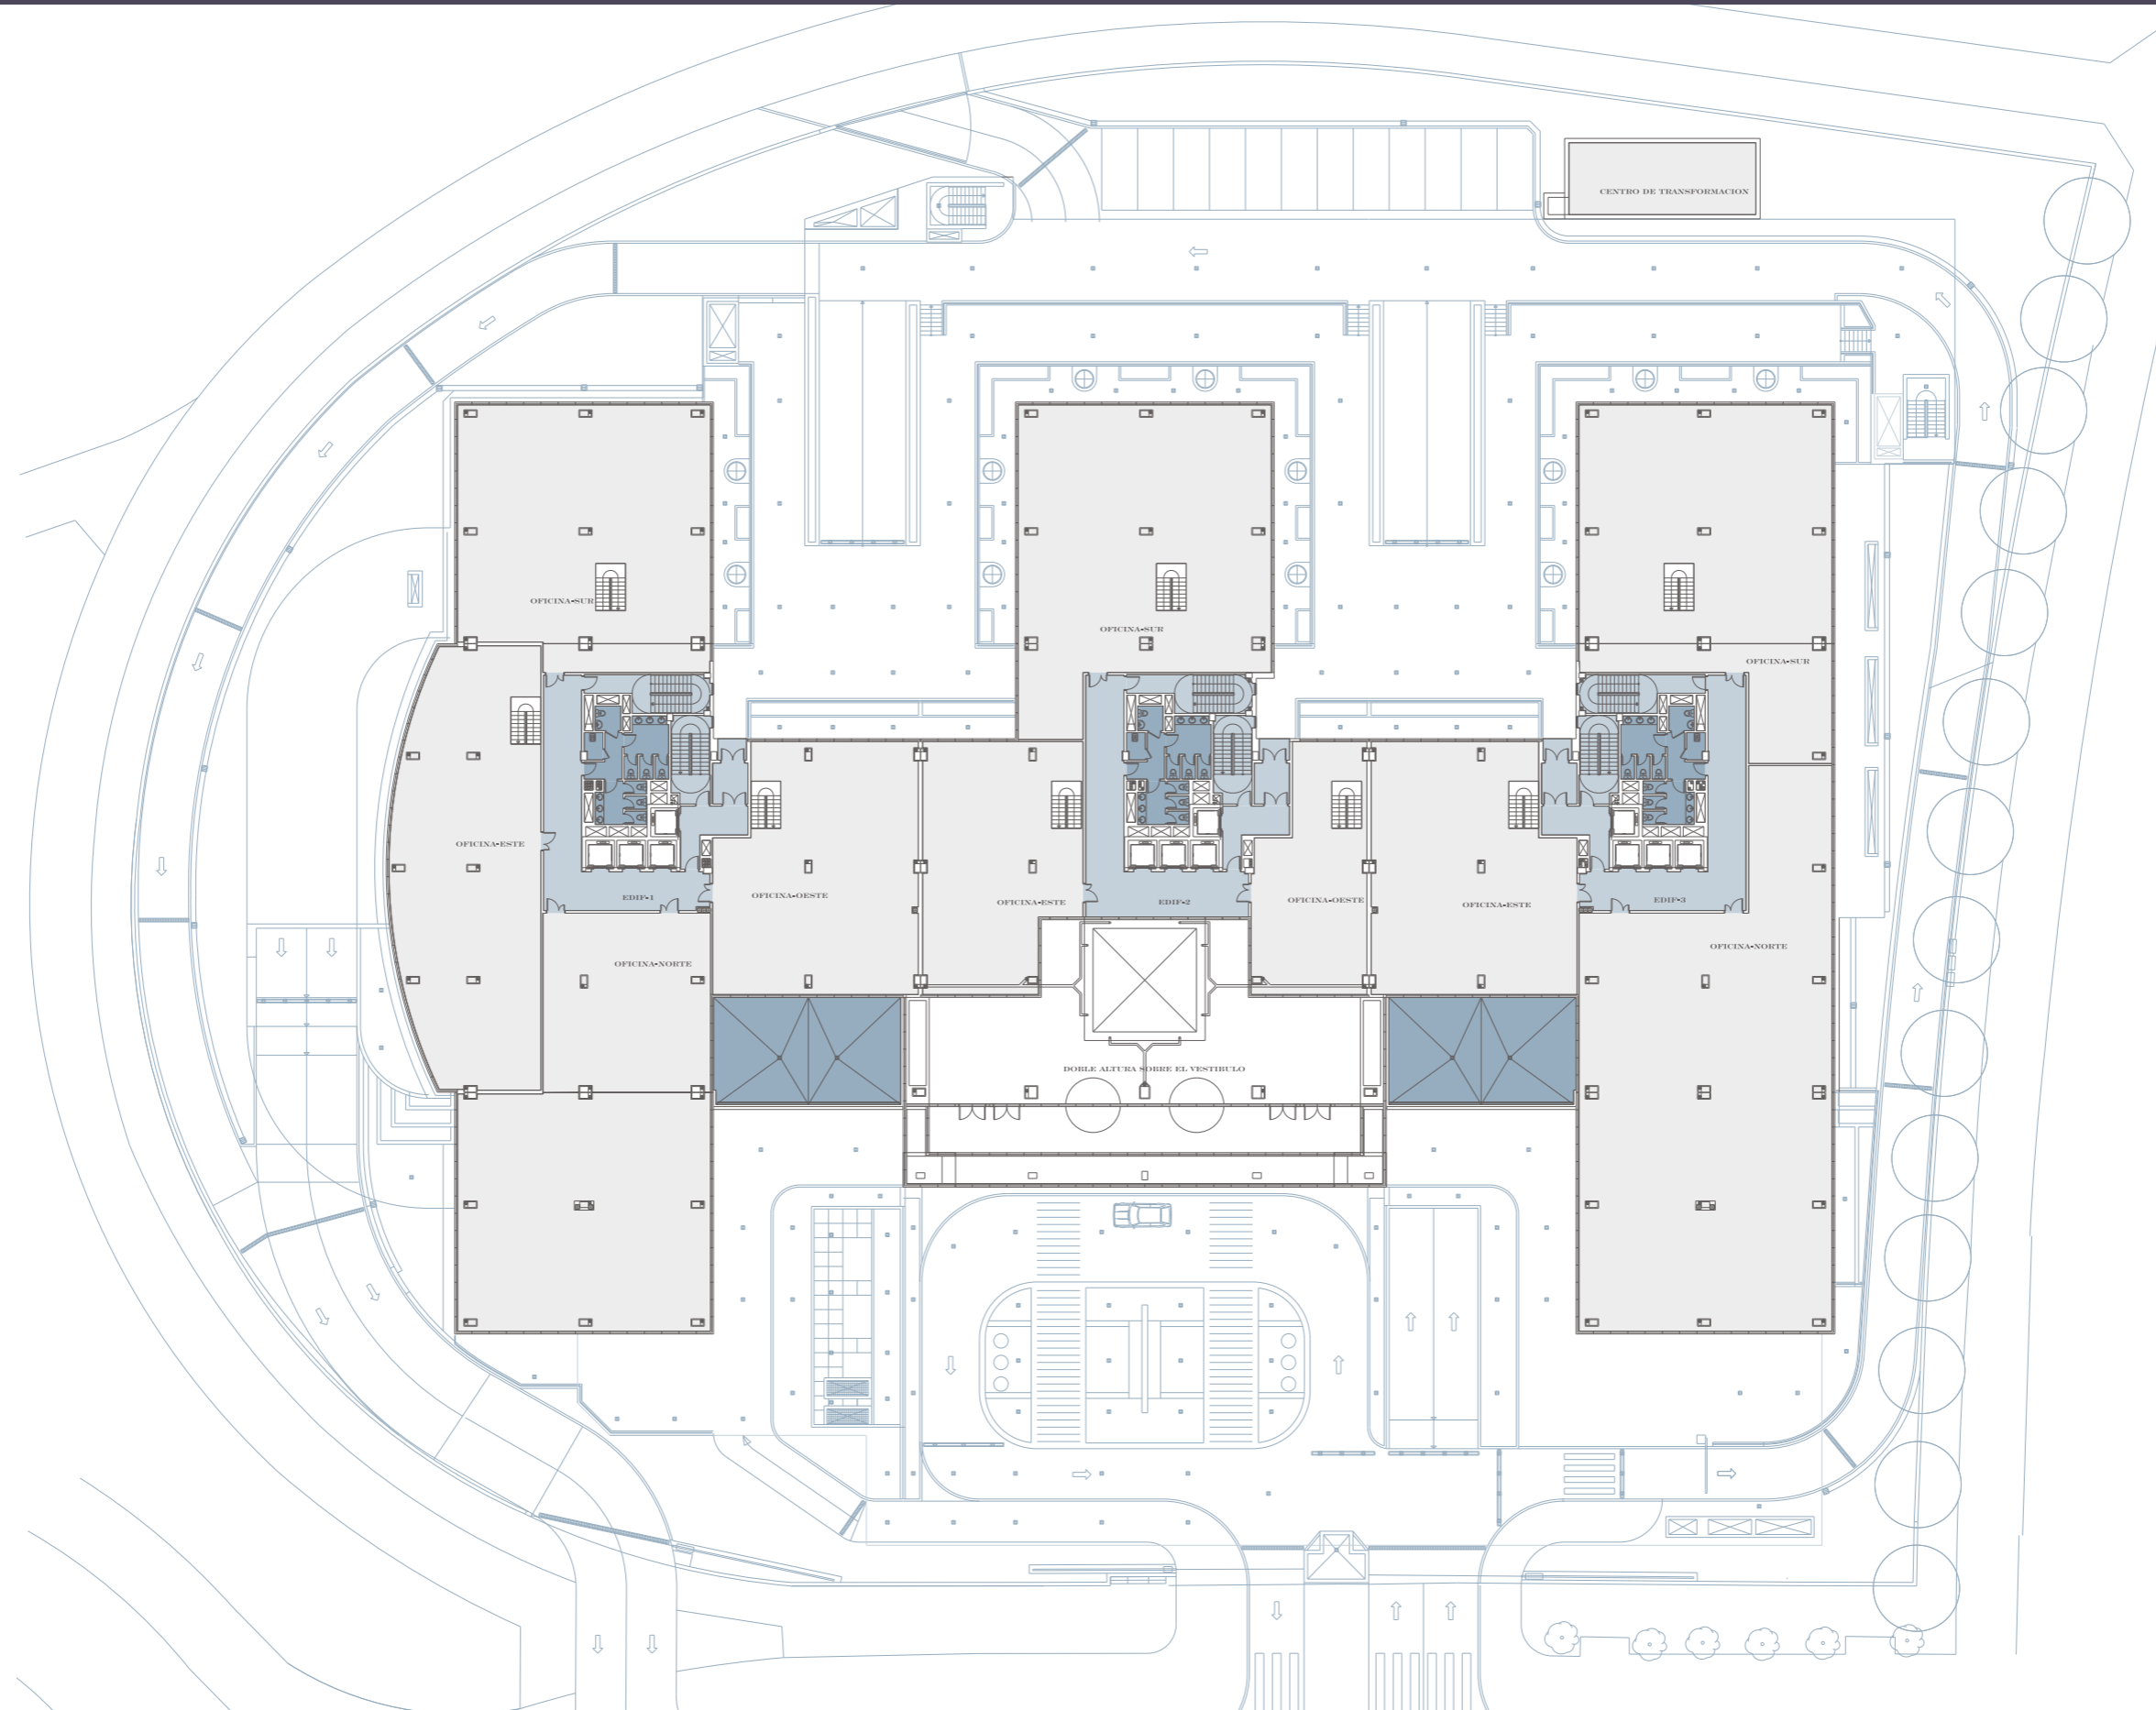 CENTRO DE TRANSFORMACION
OFICINA-SUR
OFICINA-SUR
OFICINA-SUR
OFICINA-ESTE
EDIF-1
OFICINA-OESTE
OFICINA-ESTE
EDIF-2
OFICINA-OESTE
OFICINA-ESTE
EDIF-3
OFICINA-NORTE
OFICINA-NORTE
DOBLE ALTURA SOBRE EL VESTIBULO